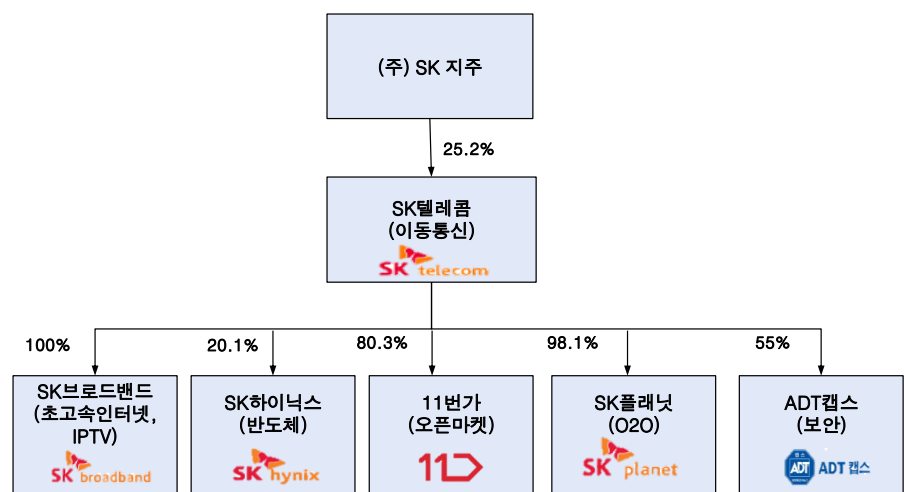 (주) SK 지주
25.2%
SK텔레콤
(이동통신)
SK telecom
100%
20.1%
80.3%
98.1%
55%
SK브로드밴드
(초고속인터넷,
IPTV)
SK broadband
SK하이닉스
(반도체)
SK hynix
11번가
(오픈마켓)
11
SK플래닛
(O2O)
SK planet
ADT캡스
(보안)
ADT ADT 캡스